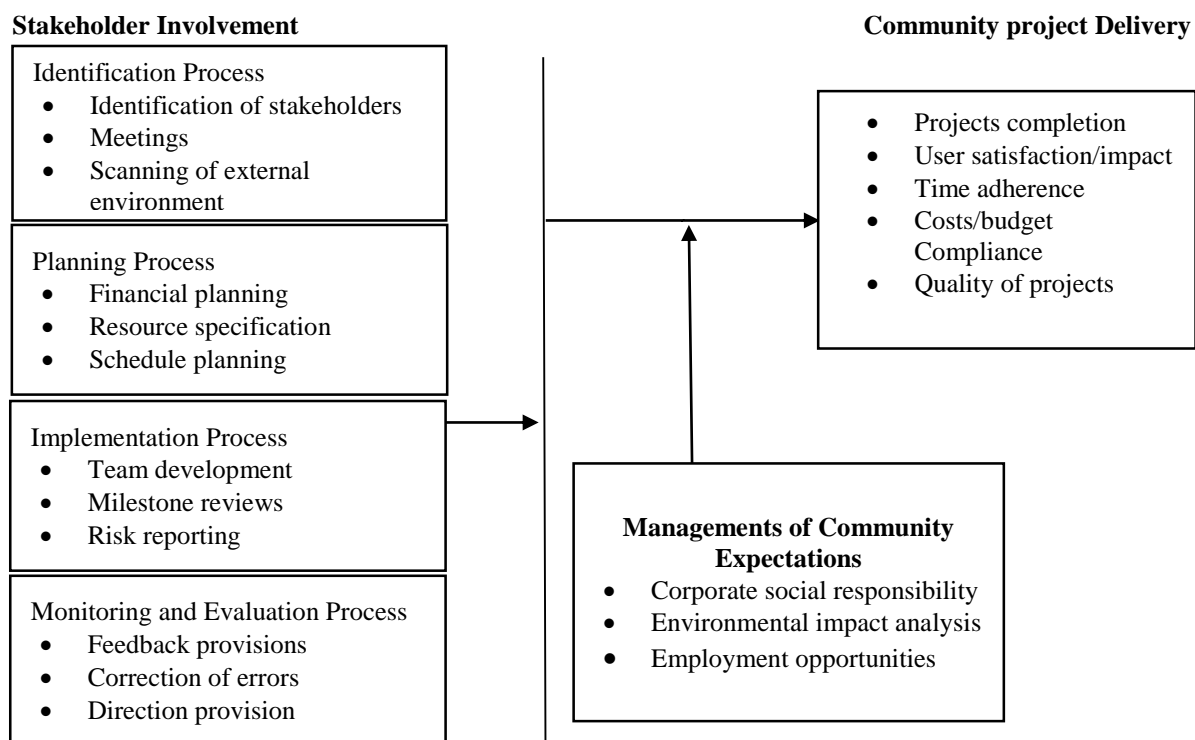 Stakeholder Involvement
Community project Delivery
Identification Process
• Identification of stakeholders
• Meetings
• Scanning of external
environment
Planning Process
• Financial planning
• Resource specification
• Schedule planning
Implementation Process
• Team development
• Milestone reviews
• Risk reporting
Monitoring and Evaluation Process
• Feedback provisions
• Correction of errors
• Direction provision
• Projects completion
• User satisfaction/impact
• Time adherence
• Costs/budget
Compliance
• Quality of projects
Managements of Community
Expectations
• Corporate social responsibility
• Environmental impact analysis
• Employment opportunities